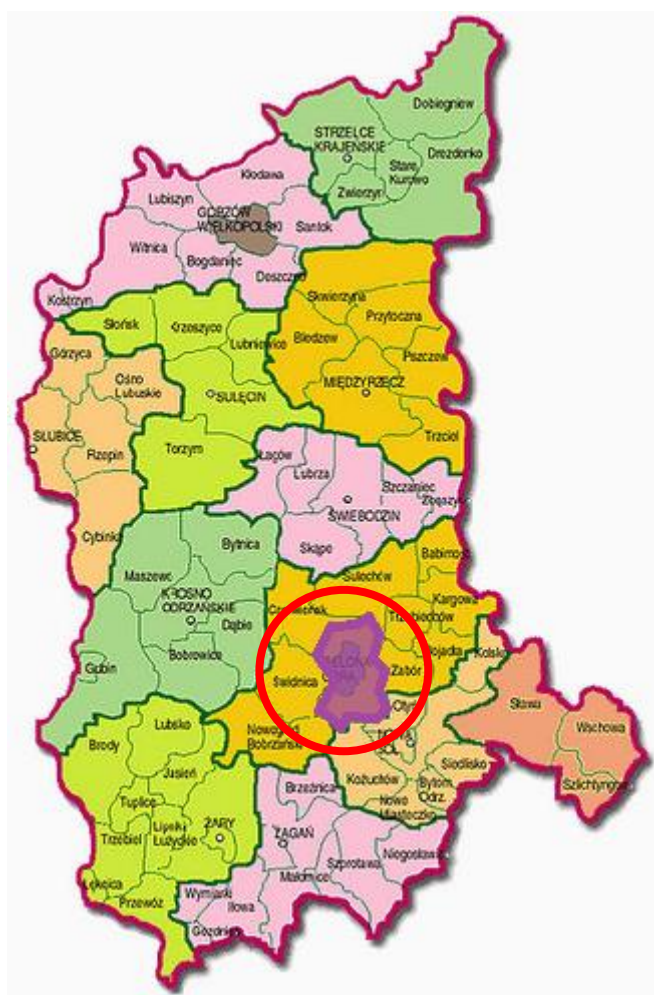 Dobiegniew
STRZELCE
KRAJEŃSKIE
Drezdenko
Stare
Kurowo
Zwierzyn
Kłodawa
Lubiszyn
GORZÓW
WIELKOPOLSKI
Santok
Witnica
Bogdaniec
Deszczno
Kostrzyn
Skwierzyna
Przytoczna
Słońsk
Krzeszyce
Lubniewice
Bledzew
Pszczew
Górzyca
Ośno
Lubuskie
SULĘCIN
MIĘDZYRZECZ
SŁUBICE
Rzepin
Torzym
Trzciel
Łagów
Lubrza
Szczaniec
Zbąszyn
ŚWIEBODZIN
Cybinka
Bytnica
Skąpe
Babimost
Maszewo
Sulechów
KROSNO
ODRZAŃSKIE
Kargowa
Trzebiechów
Dąbie
Bobrowice
Gubin
Świdnica
Zabór
Bojadła
Kolsko
Sława
Wschowa
Otyń
Nowogród
Bobrzański
SÓL
Lubsko
Brody
Siedlisko
Szlichtyngowa
Jasień
Kożuchów
Bytom
Odrz.
Brzeźnica
Nowe
Miasteczko
Tuplice
Trzebiel
Lipinki
Łużyckie
ŻARY
ŻAGAŃ
Niegosławice
Szprotawa
Małomice
Łęknica
Przewóz
Wymiarki
Iłowa
Gozdnica